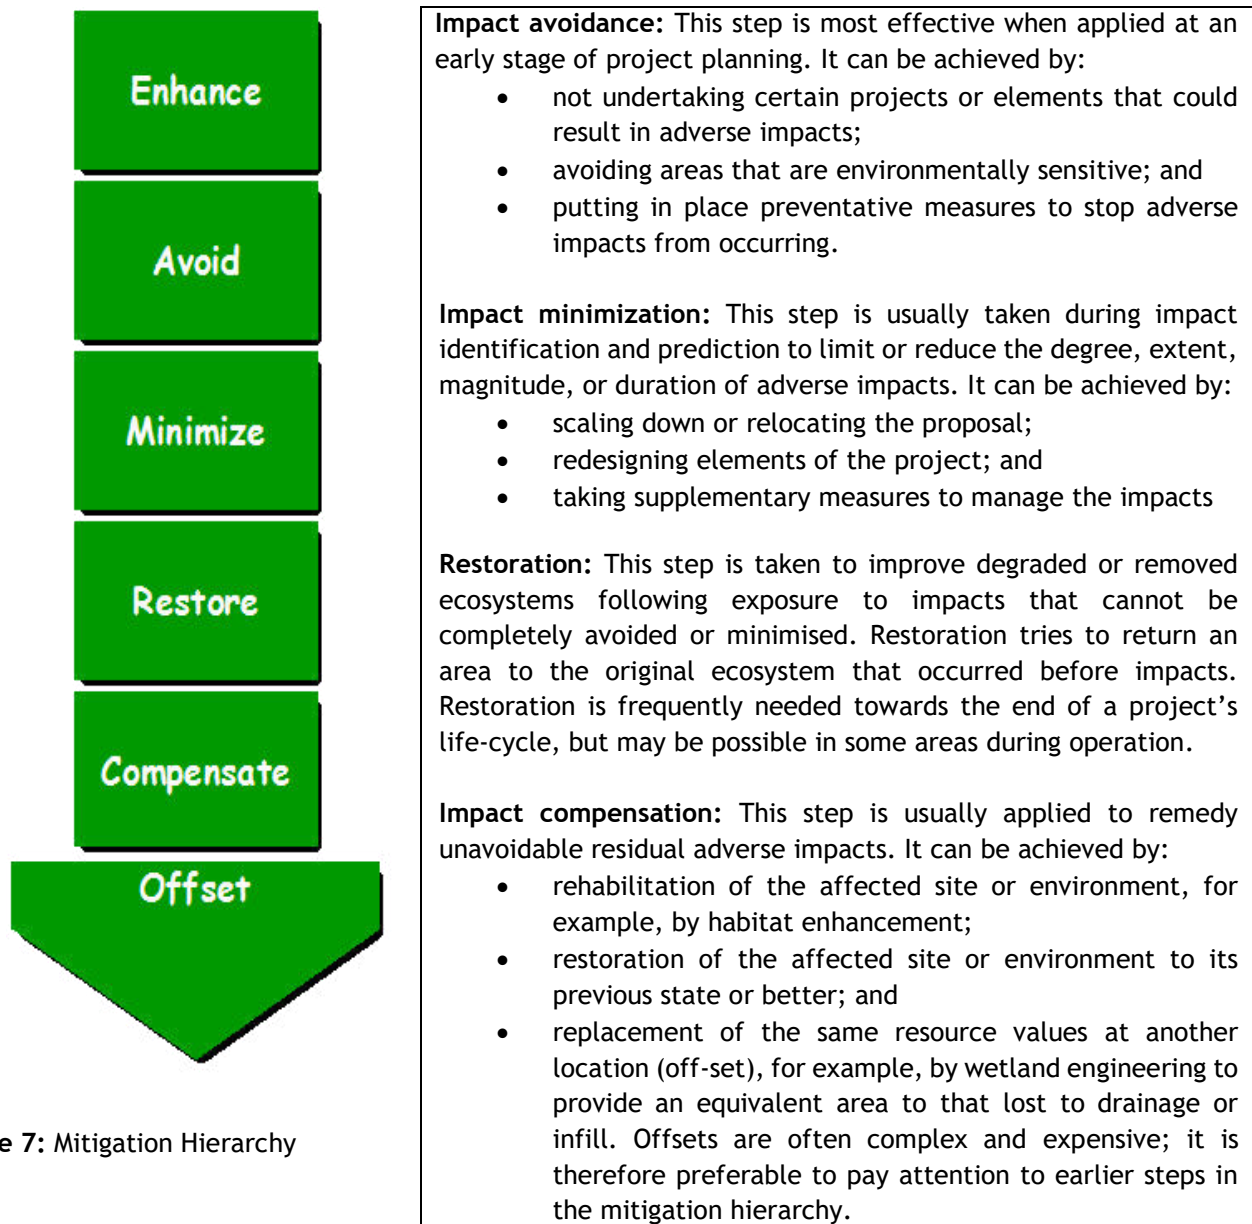 Enhance
Avoid
Minimize
Restore
Compensate
Offset
e 7: Mitigation Hierarchy
Impact avoidance: This step is most effective when applied at an
early stage of project planning. It can be achieved by:
• not undertaking certain projects or elements that could
result in adverse impacts;
• avoiding areas that are environmentally sensitive; and
• putting in place preventative measures to stop adverse
impacts from occurring.
Impact minimization: This step is usually taken during impact
identification and prediction to limit or reduce the degree, extent,
magnitude, or duration of adverse impacts. It can be achieved by:
• scaling down or relocating the proposal;
• redesigning elements of the project; and
• taking supplementary measures to manage the impacts
Restoration: This step is taken to improve degraded or removed
ecosystems following exposure to impacts that cannot be
completely avoided or minimised. Restoration tries to return an
area to the original ecosystem that occurred before impacts.
Restoration is frequently needed towards the end of a project’s
life-cycle, but may be possible in some areas during operation.
Impact compensation: This step is usually applied to remedy
unavoidable residual adverse impacts. It can be achieved by:
• rehabilitation of the affected site or environment, for
example, by habitat enhancement;
• restoration of the affected site or environment to its
previous state or better; and
• replacement of the same resource values at another
location (off-set), for example, by wetland engineering to
provide an equivalent area to that lost to drainage or
infill. Offsets are often complex and expensive; it is
therefore preferable to pay attention to earlier steps in
the mitigation hierarchy.